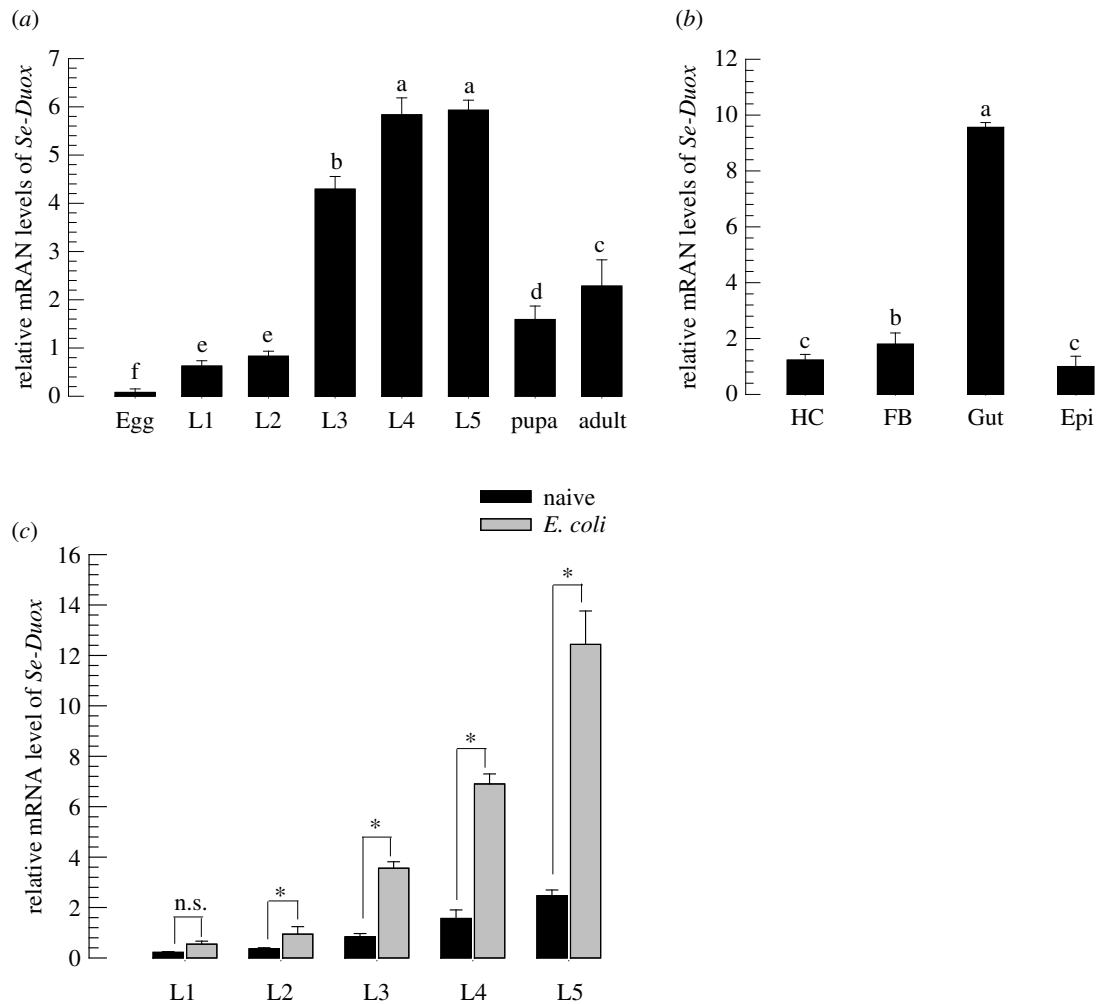 (a)
relative mRAN levels of Se-Duox
7
6
5
4
3
2
1
0
f
e
e
b
a
a
d
c
Egg L1 L2 L3 L4 L5 pupa adult
(b)
relative mRAN levels of Se-Duox
12
10
8
6
4
2
0
c
b
a
c
HC FB Gut Epi
naive
E. coli
(c)
relative mRNA level of Se-Duox
16
14
12
10
8
6
4
2
0
n.s.
*
*
*
*
L1 L2 L3 L4 L5